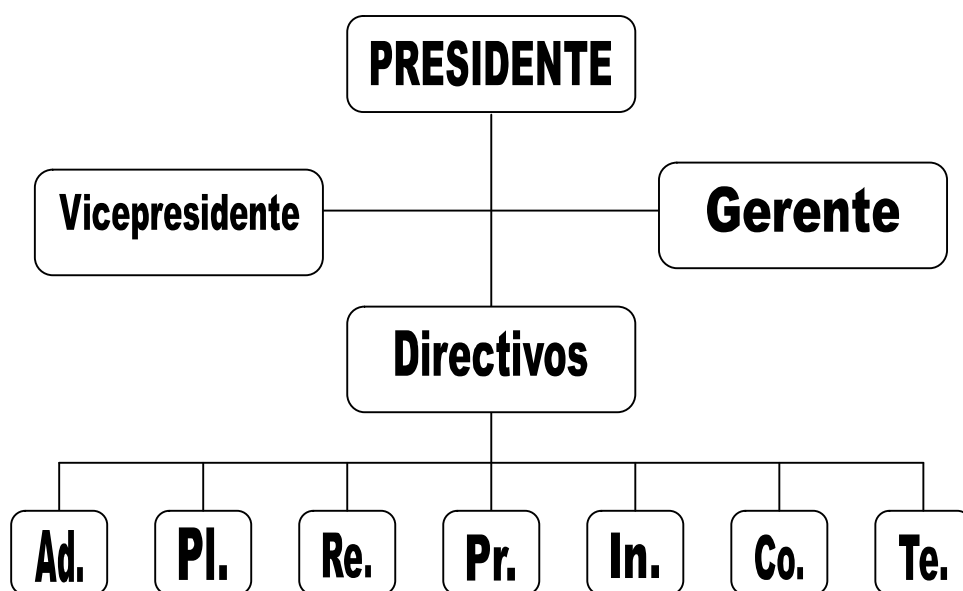 PRESIDENTE
Vicepresidente
Gerente
Directivos
Ad.
Pl.
Re.
Pr.
In.
Co.
Te.